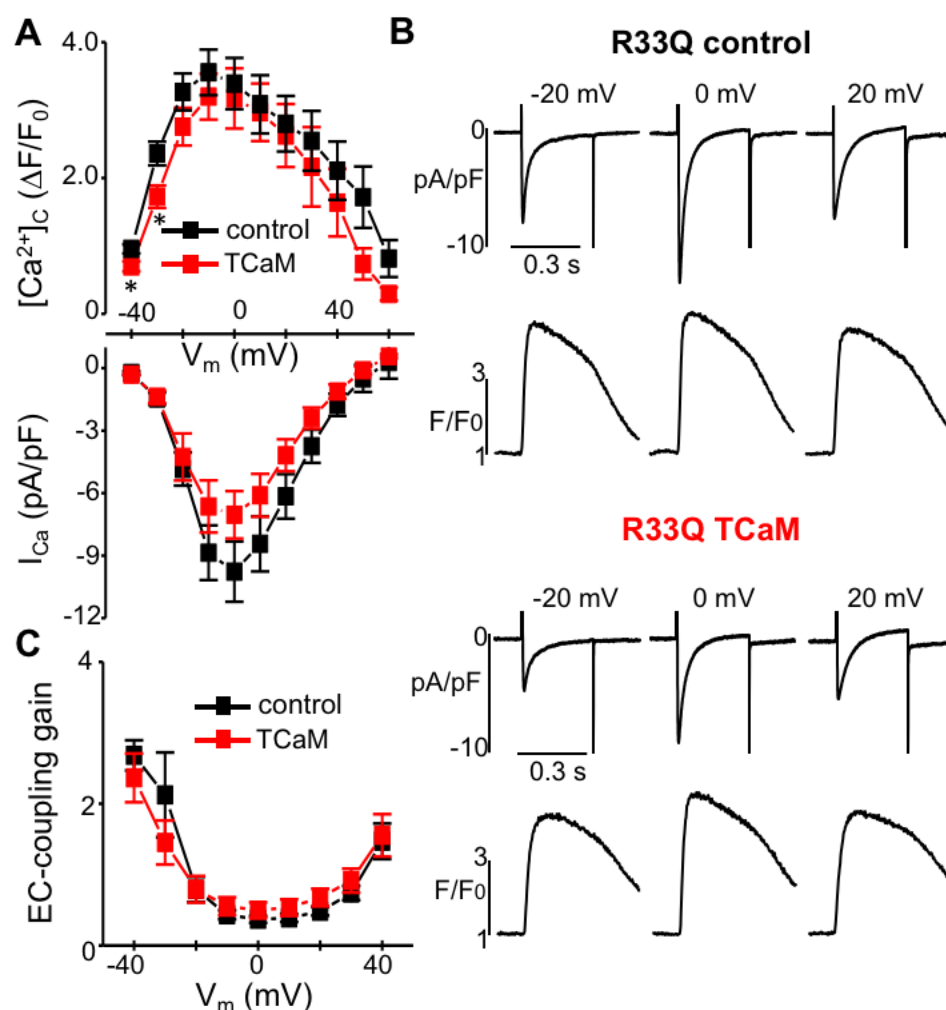 A
[Ca²⁺]C (ΔF/F₀)
4.0
2.0
0
control
TCaM
*
*
-40
0
40
Vm (mV)
ICa (pA/pF)
0
-3
-6
-9
-12
B
R33Q control
-20 mV
0 mV
20 mV
0
pA/pF
-10
0.3 s
3
F/F0
1
R33Q TCaM
-20 mV
0 mV
20 mV
0
pA/pF
-10
0.3 s
3
F/F0
1
C
EC-coupling gain
4
2
0
control
TCaM
-40
0
40
Vm (mV)